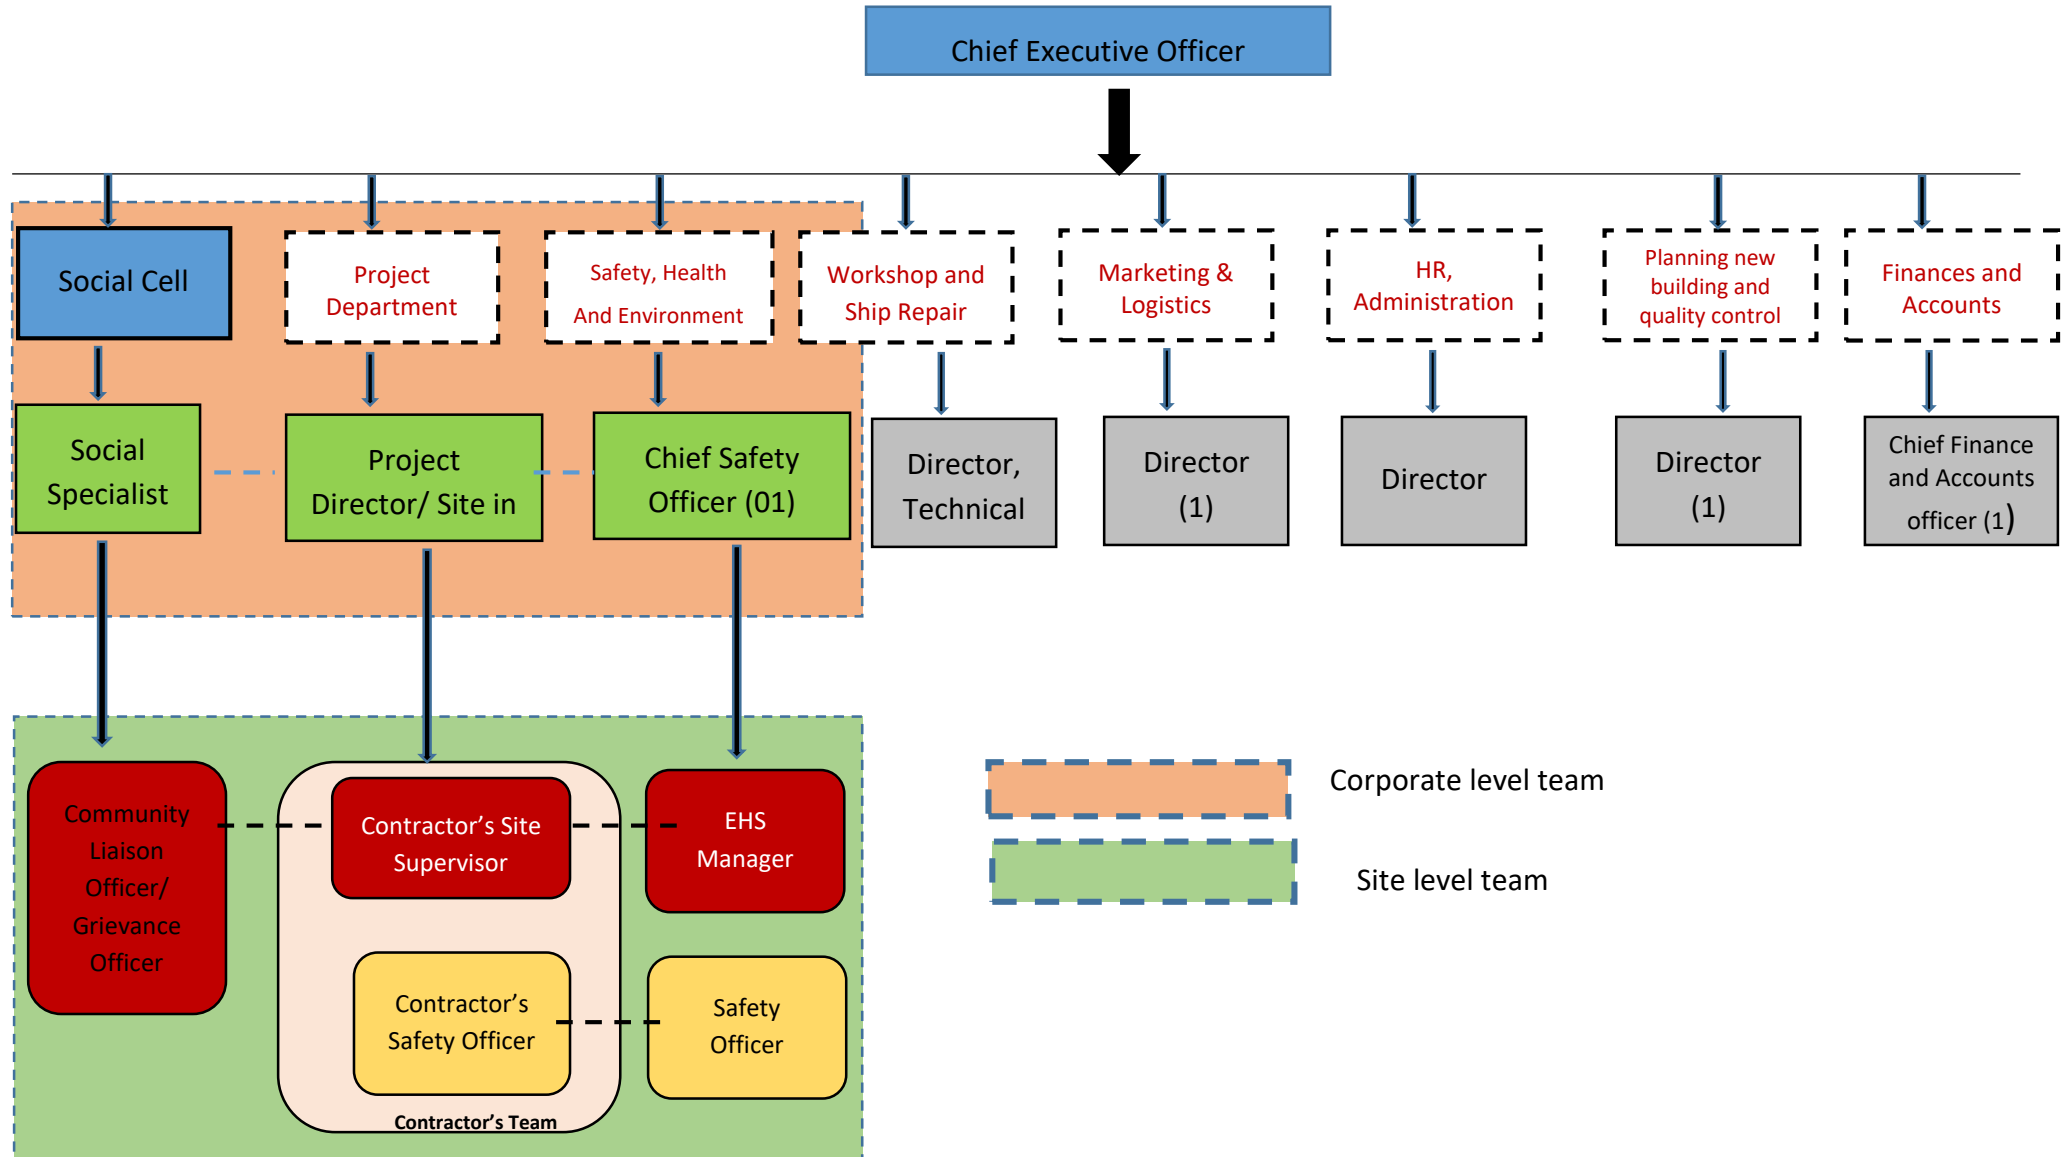 Chief Executive Officer
Social Cell
Project
Department
Safety, Health
And Environment
Workshop and
Ship Repair
Marketing &
Logistics
HR,
Administration
Planning new
building and
quality control
Finances and
Accounts
Social
Specialist
Project
Director/ Site in
Chief Safety
Officer (01)
Director,
Technical
Director
(1)
Director
Director
(1)
Chief Finance
and Accounts
officer (1)
Community
Liaison
Officer/
Grievance
Officer
Contractor’s Site
Supervisor
EHS
Manager
Contractor’s
Safety Officer
Safety
Officer
Contractor’s Team
Corporate level team
Site level team